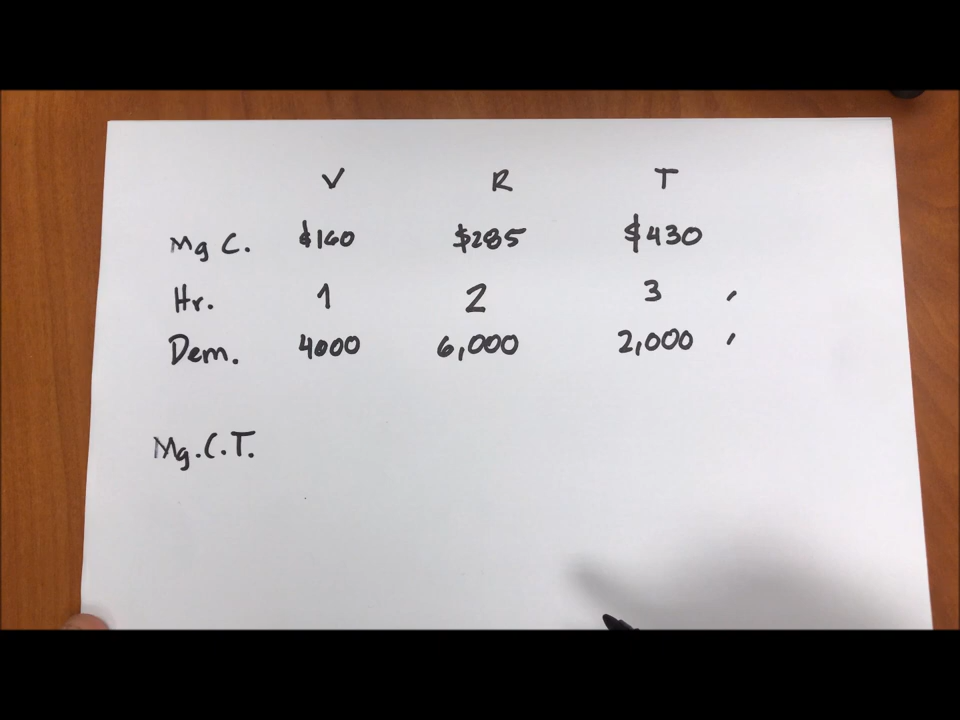 V R T
Mg C. $160 $285 $430
Hr. 1 2 3
Dem. 4000 6,000 2,000
Mg.C.T.